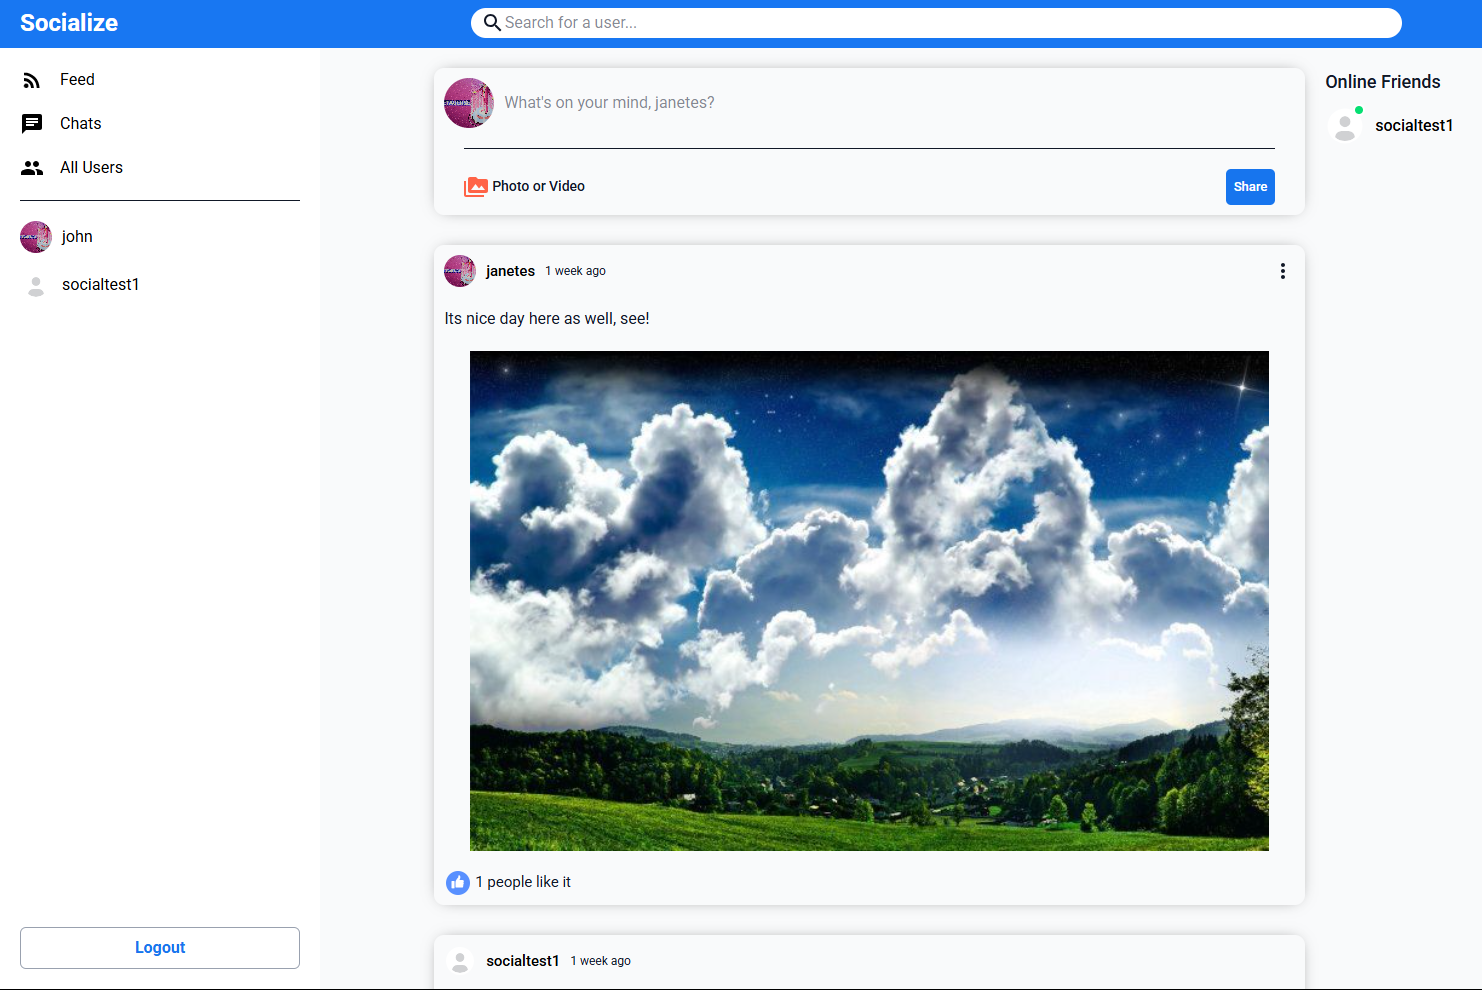 Socialize
Search for a user...
Feed
Chats
All Users
john
socialtest1
Logout
What's on your mind, janetes?
Photo or Video
Share
janetes 1 week ago
Its nice day here as well, see!
1 people like it
socialtest1 1 week ago
Online Friends
socialtest1